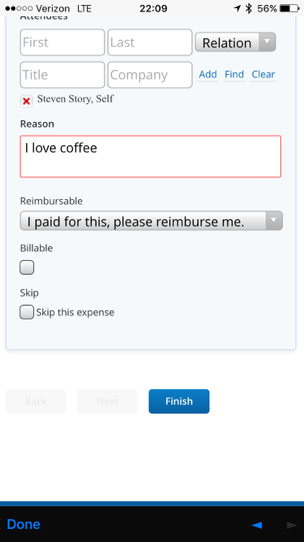 Verizon LTE 22:09 56%
Attendees
First Last Relation
Title Company Add Find Clear
Steven Story, Self
Reason
I love coffee
Reimbursable
I paid for this, please reimburse me.
Billable
Skip
Skip this expense
Back Next Finish
Done